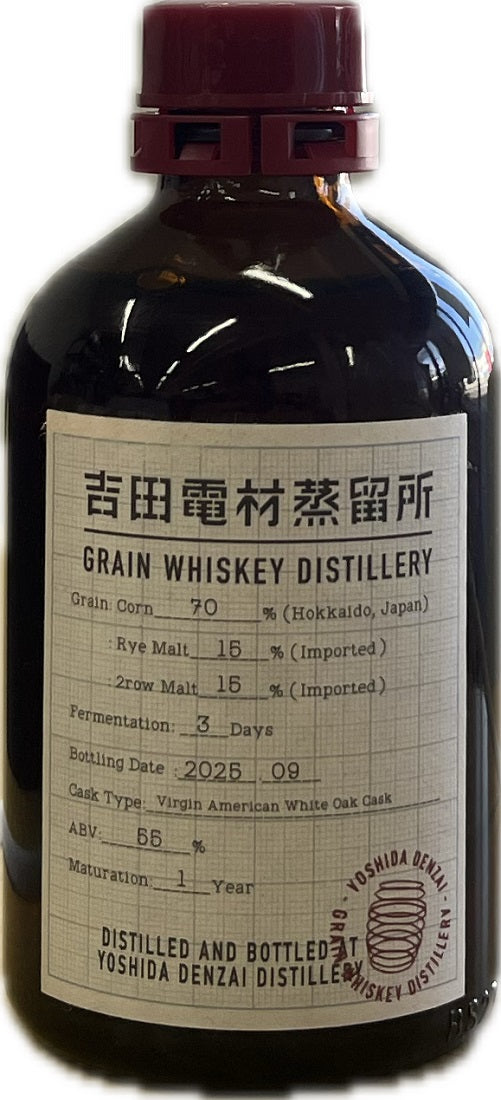 吉田電材蒸留所
GRAIN WHISKEY DISTILLERY
Grain: Corn 70 % (Hokkaido, Japan)
: Rye Malt 15 % (Imported)
: 2row Malt 15 % (Imported)
Fermentation: 3 Days
Bottling Date : 2025 . 09
Cask Type: Virgin American White Oak Cask
ABV: 55 %
Maturation: 1 Year
DISTILLED AND BOTTLED AT
YOSHIDA DENZAI DISTILLERY
- YOSHIDA DENZAI - GRAIN WHISKEY DISTILLERY